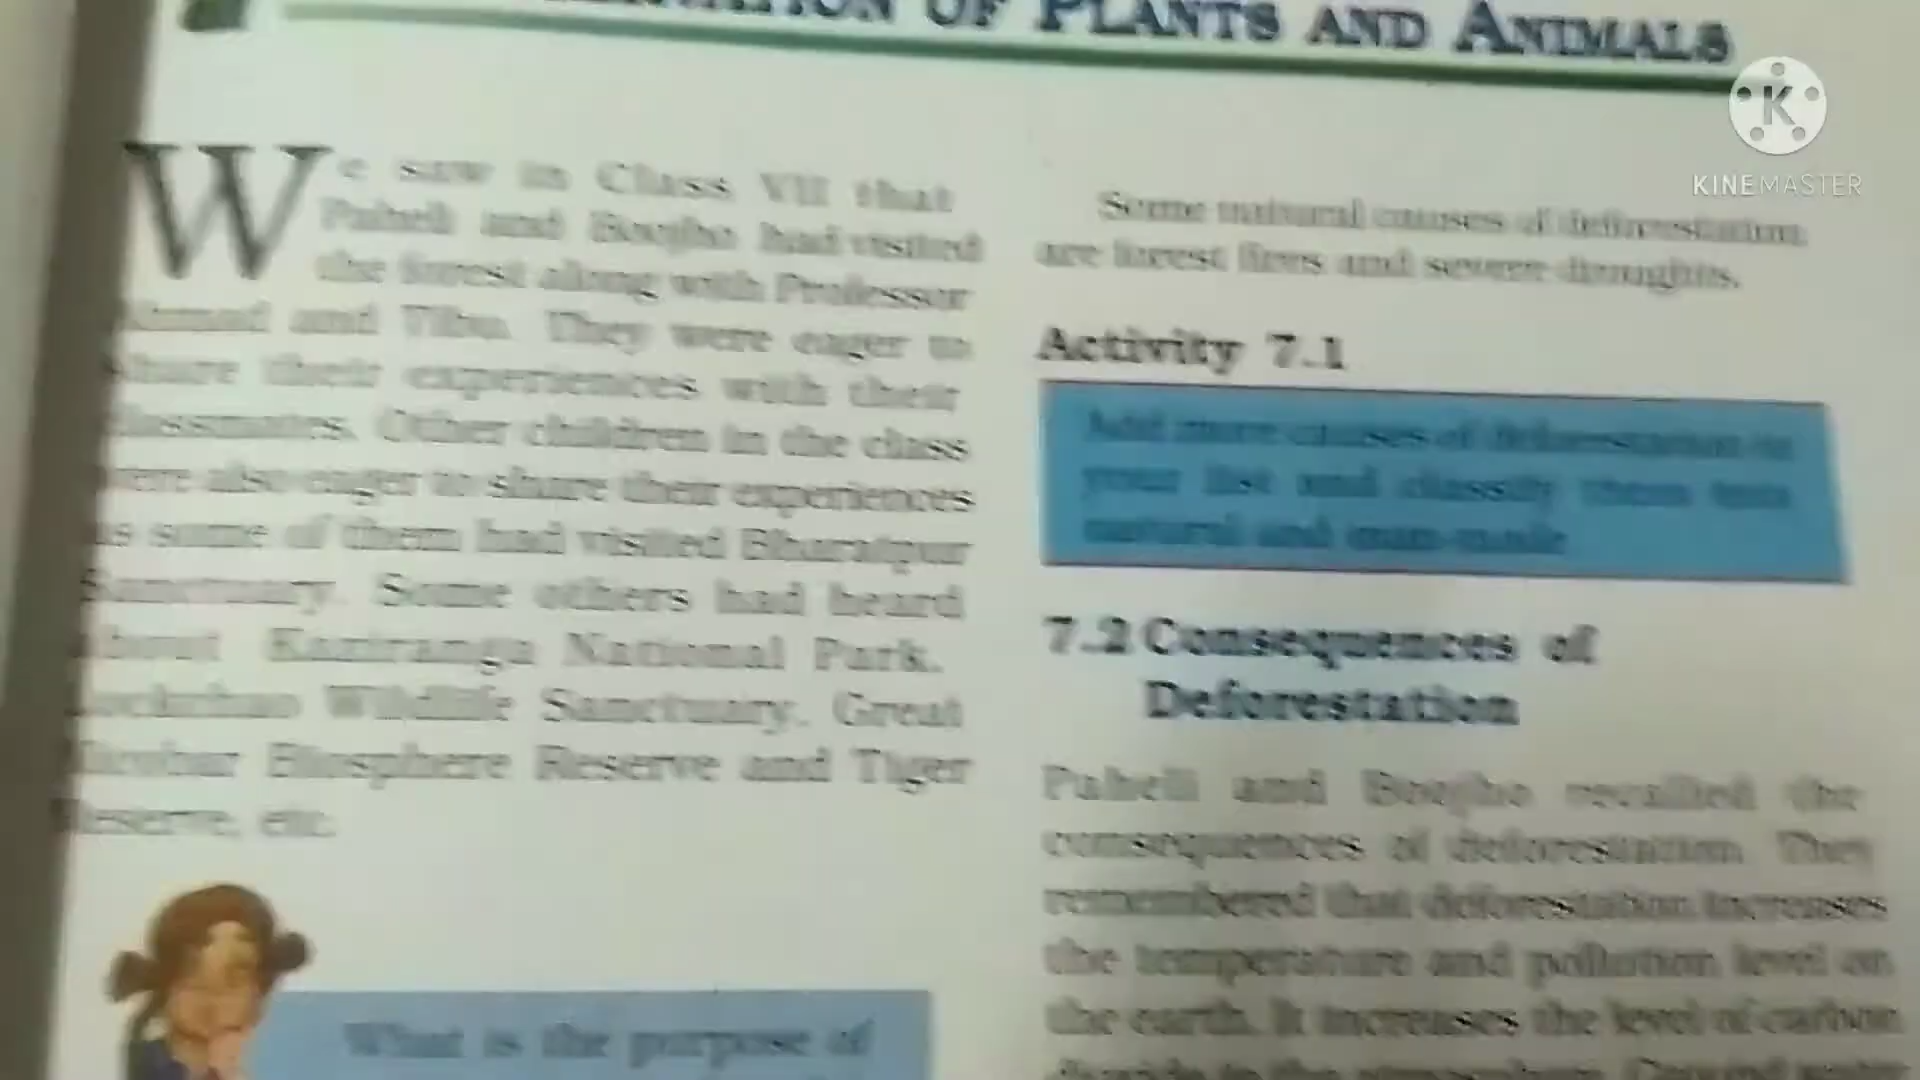 OF PLANTS AND ANIMALS
KINEMASTER
We saw in Class VII that
Paheli and Boojho had visited
the forest along with Professor
Ahmad and Tibu. They were eager to
share their experiences with their
classmates. Other children in the class
were also eager to share their experiences
as some of them had visited Bharatpur
Sanctuary. Some others had heard
about Kaziranga National Park,
Lockchao Wildlife Sanctuary, Great
Nicobar Biosphere Reserve and Tiger
Reserve, etc.
What is the purpose of
Some natural causes of deforestation
are forest fires and severe droughts.
Activity 7.1
Add more causes of deforestation to
your list and classify them into
natural and man-made
7.2 Consequences of
Deforestation
Paheli and Boojho recalled the
consequences of deforestation. They
remembered that deforestation increases
the temperature and pollution level on
the earth. It increases the level of carbon
in the atmosphere. Ground water